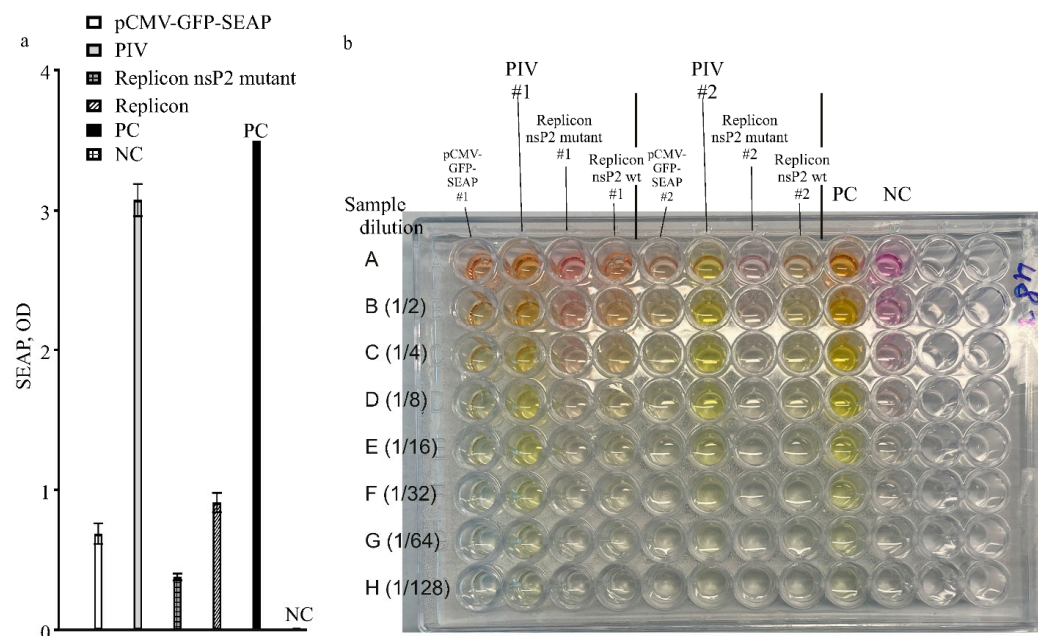 a
pCMV-GFP-SEAP
PIV
Replicon nsP2 mutant
Replicon
PC
NC
4
3
2
1
0
SEAP, OD
PC
NC
b
PIV
#1
PIV
#2
pCMV-
GFP-
SEAP
#1
Replicon
nsP2 mutant
#1
Replicon
nsP2 wt
#1
pCMV-
GFP-
SEAP
#2
Replicon
nsP2 mutant
#2
Replicon
nsP2 wt
#2
PC
NC
Sample
dilution
A
B (1/2)
C (1/4)
D (1/8)
E (1/16)
F (1/32)
G (1/64)
H (1/128)